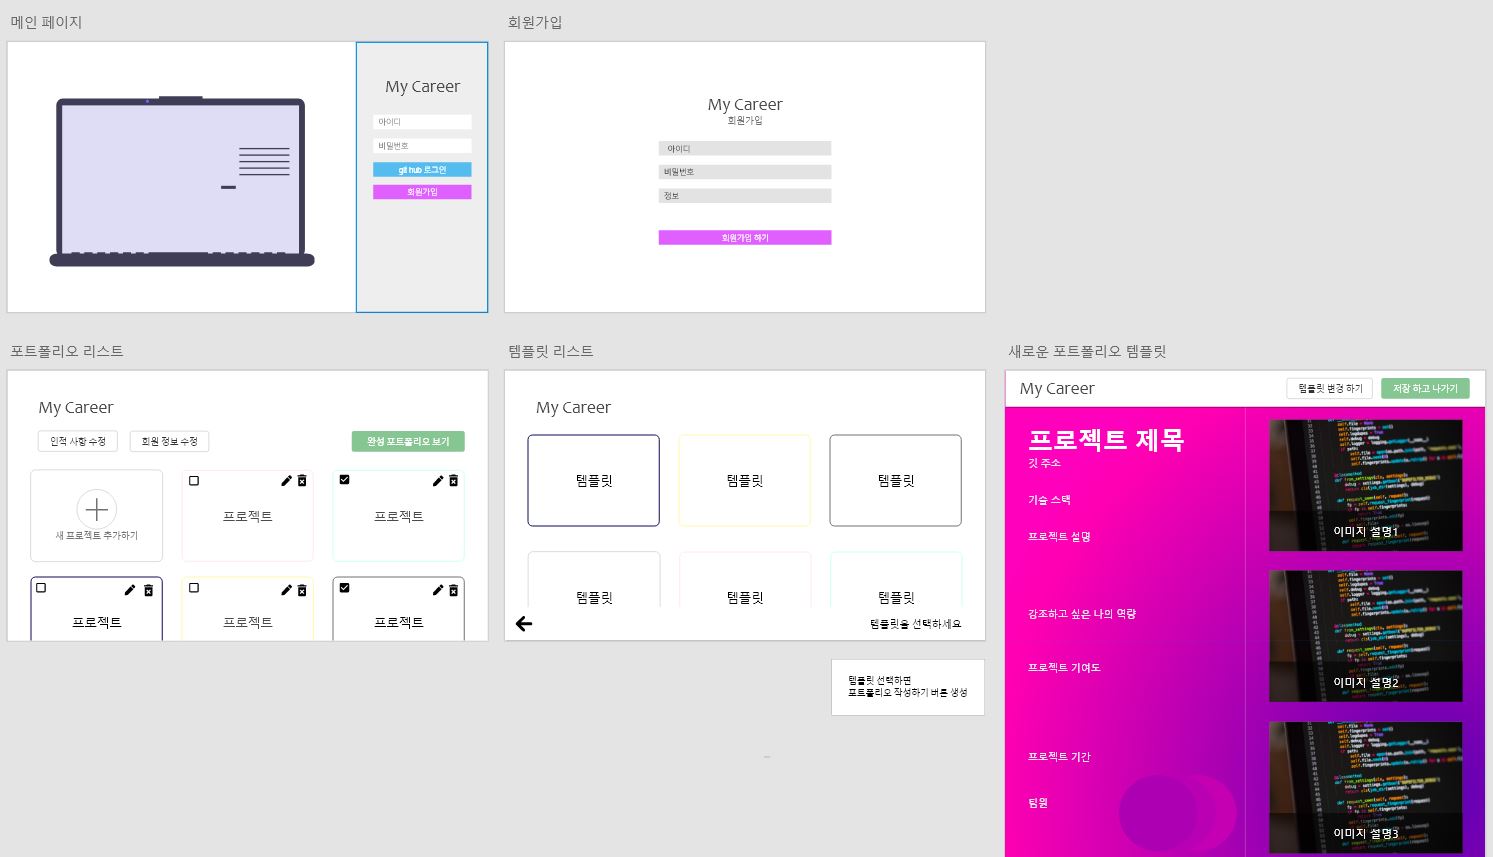 메인 페이지
My Career
아이디
비밀번호
git hub 로그인
회원가입
회원가입
My Career
회원가입
아이디
비밀번호
정보
회원가입 하기
포트폴리오 리스트
My Career
인적 사항 수정
회원 정보 수정
완성 포트폴리오 보기
새 프로젝트 추가하기
프로젝트
프로젝트
프로젝트
프로젝트
프로젝트
템플릿 리스트
My Career
템플릿
템플릿
템플릿
템플릿
템플릿
템플릿
템플릿을 선택하세요
템플릿 선택하면
포트폴리오 작성하기 버튼 생성
새로운 포트폴리오 템플릿
My Career
템플릿 변경 하기
저장 하고 나가기
프로젝트 제목
깃 주소
기술 스택
프로젝트 설명
강조하고 싶은 나의 역량
프로젝트 기여도
프로젝트 기간
팀원
이미지 설명1
이미지 설명2
이미지 설명3